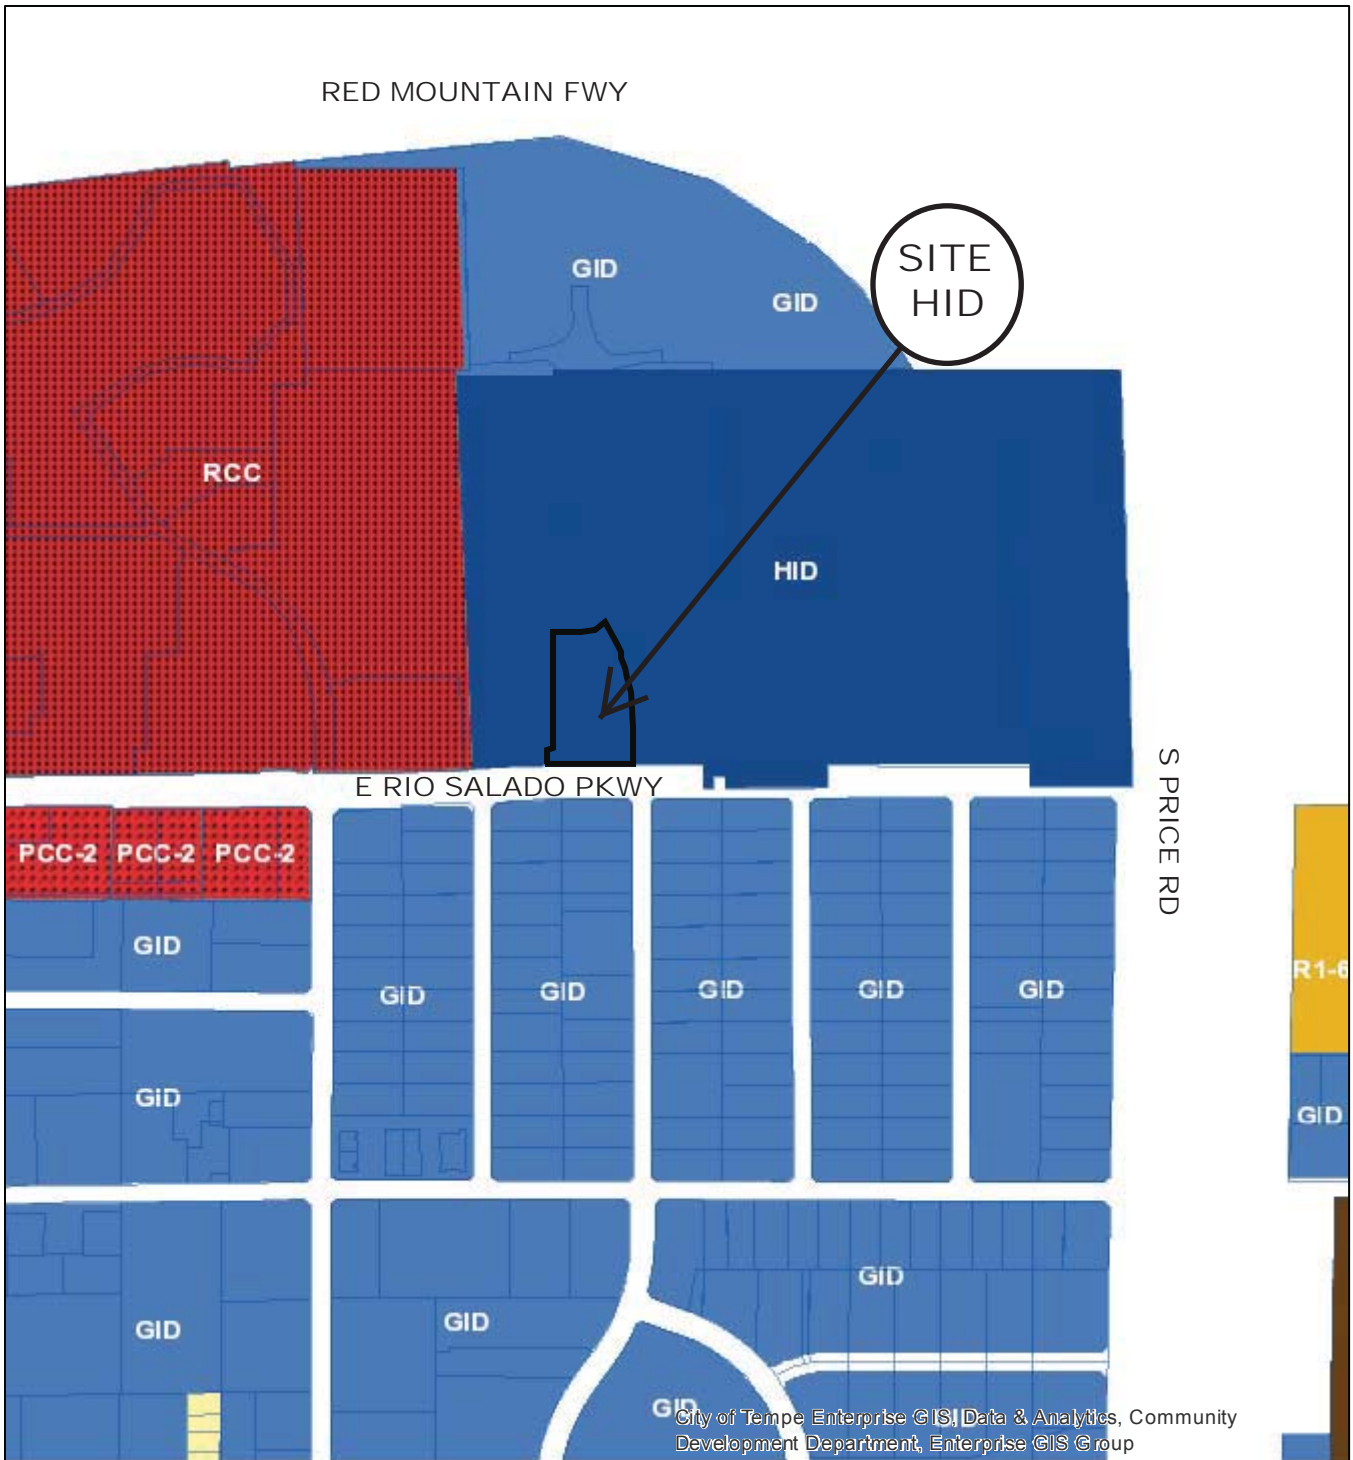 RED MOUNTAIN FWY
GID
GID
SITE
HID
RCC
HID
E RIO SALADO PKWY
S PRICE RD
PCC-2
PCC-2
PCC-2
GID
R1-6
GID
GID
GID
GID
GID
GID
GID
GID
GID
GID
GID
GID
City of Tempe Enterprise GIS, Data & Analytics, Community
Development Department, Enterprise GIS Group